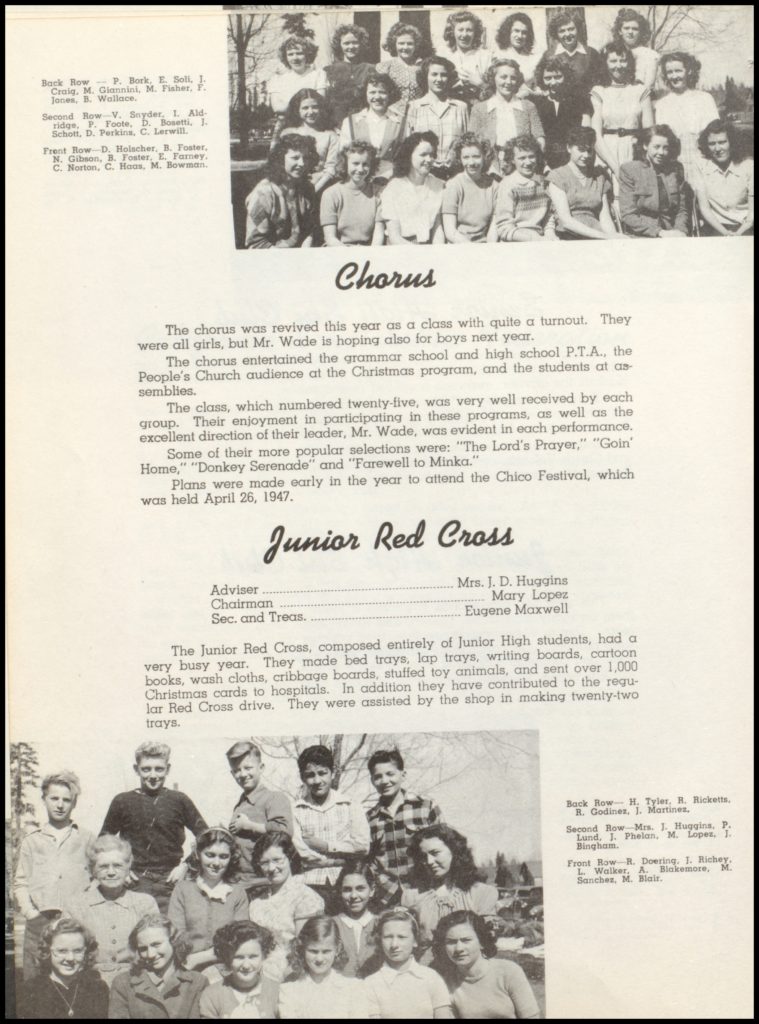 Back Row — P. Bork, E. Soli, J.
Craig, M. Giannini, M. Fisher, F.
Jones, B. Wallace.
Second Row—V. Snyder, I. Ald-
ridge, P. Foote, D. Bosetti, J.
Schott, D. Perkins, C. Lerwill.
Front Row—D. Hoischer, B. Foster,
N. Gibson, B. Foster, E. Farney,
C. Norton, C. Haas, M. Bowman.
Chorus
The chorus was revived this year as a class with quite a turnout. They
were all girls, but Mr. Wade is hoping also for boys next year.
The chorus entertained the grammar school and high school P.T.A., the
People's Church audience at the Christmas program, and the students at as-
semblies.
The class, which numbered twenty-five, was very well received by each
group. Their enjoyment in participating in these programs, as well as the
excellent direction of their leader, Mr. Wade, was evident in each performance.
Some of their more popular selections were: "The Lord's Prayer," "Goin'
Home," "Donkey Serenade" and "Farewell to Minka."
Plans were made early in the year to attend the Chico Festival, which
was held April 26, 1947.
Junior Red Cross
Adviser ........ Mrs. J. D. Huggins
Chairman ........ Mary Lopez
Sec. and Treas. ........ Eugene Maxwell
The Junior Red Cross, composed entirely of Junior High students, had a
very busy year. They made bed trays, lap trays, writing boards, cartoon
books, wash cloths, cribbage boards, stuffed toy animals, and sent over 1,000
Christmas cards to hospitals. In addition they have contributed to the regu-
lar Red Cross drive. They were assisted by the shop in making twenty-two
trays.
Back Row— H. Tyler, R. Ricketts,
R. Godinez, J. Martinez,
Second Row—Mrs. J. Huggins, P.
Lund, J. Phelan, M. Lopez, J.
Bingham.
Front Row—R. Doering, J. Richey,
L. Walker, A. Blakemore, M.
Sanchez, M. Blair.